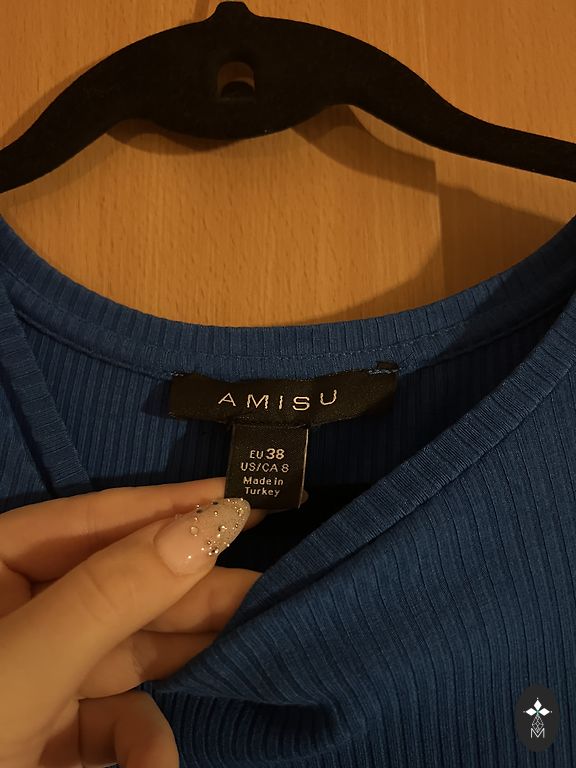 AMISU
EU 38
US/CA 8
Made in
Turkey
M